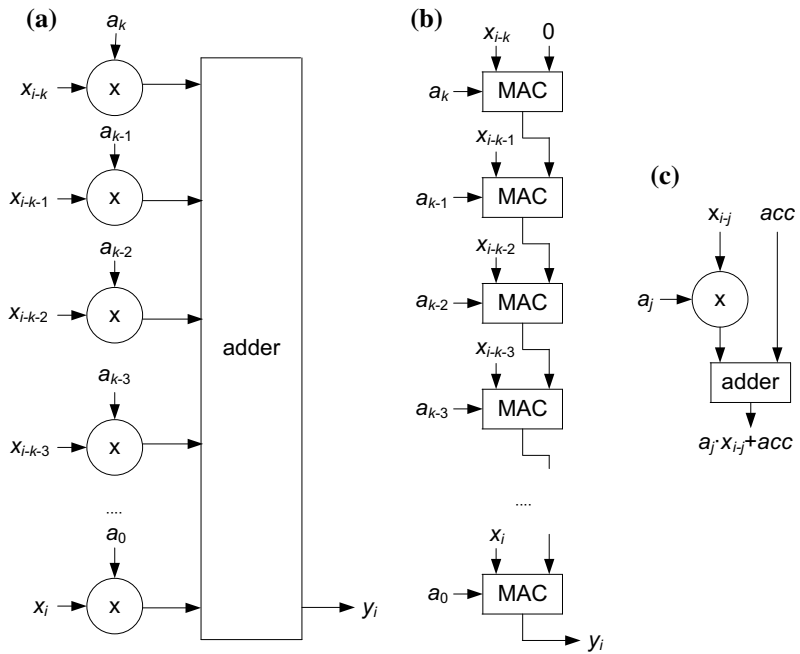 (a)
a_k
x_{i-k}
x
a_{k-1}
x_{i-k-1}
x
a_{k-2}
x_{i-k-2}
x
a_{k-3}
x_{i-k-3}
x
....
a_0
x_i
x
adder
y_i
(b)
x_{i-k} 0
a_k MAC
x_{i-k-1}
a_{k-1} MAC
x_{i-k-2}
a_{k-2} MAC
x_{i-k-3}
a_{k-3} MAC
....
x_i
a_0 MAC
y_i
(c)
x_{i-j} acc
a_j x
adder
a_j·x_{i-j}+acc